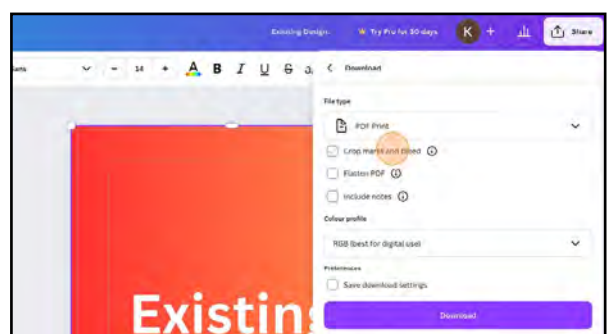 Existing Design- Try Pro for 30 days K + Share
Sans - 14 + A B I U S a
Download
File type
PDF Print
Crop marks and bleed
Flatten PDF
Include notes
Colour profile
RGB (best for digital use)
Preferences
Save download settings
Download
Existing